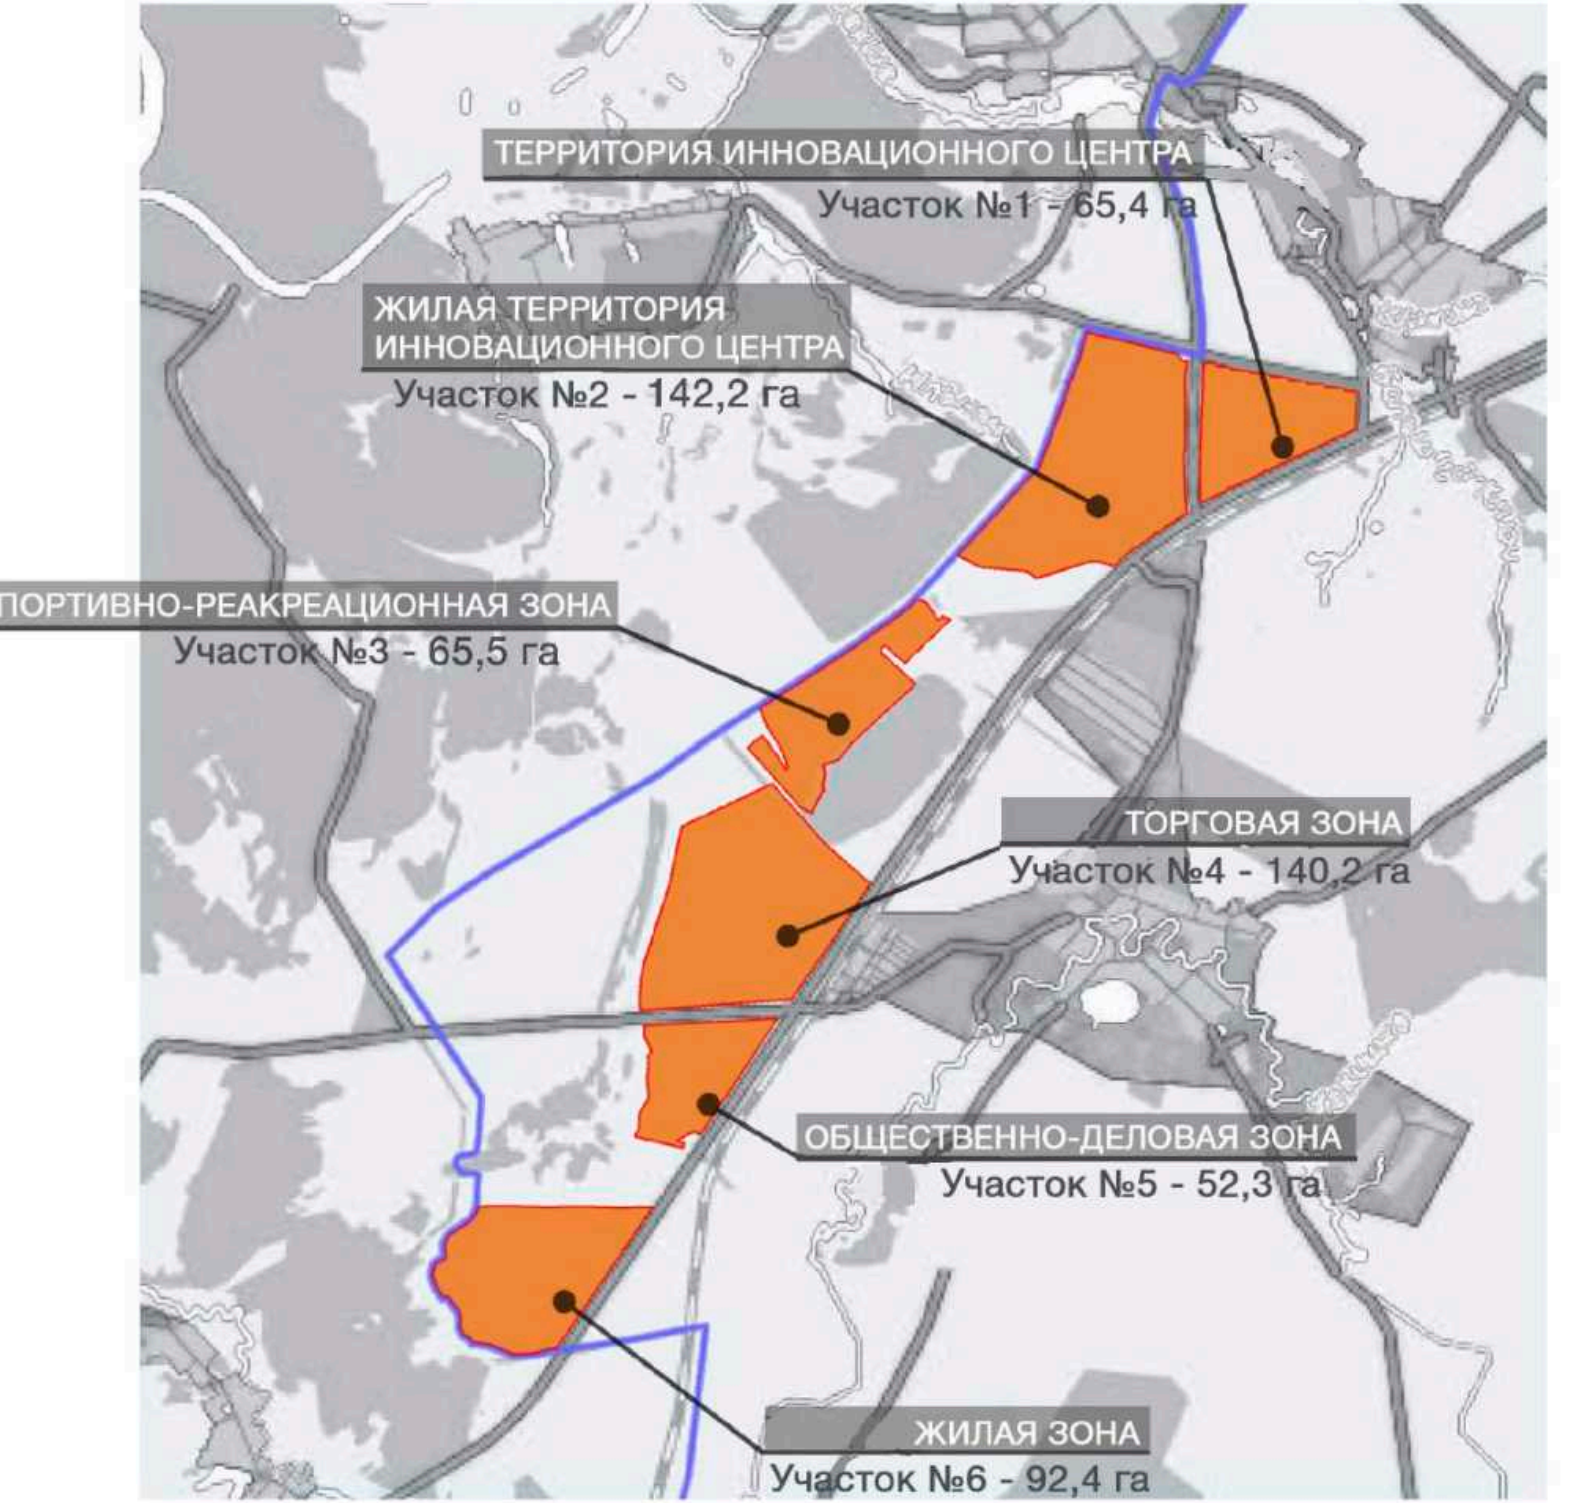 ТЕРРИТОРИЯ ИННОВАЦИОННОГО ЦЕНТРА
Участок №1 - 65,4 га
ЖИЛАЯ ТЕРРИТОРИЯ
ИННОВАЦИОННОГО ЦЕНТРА
Участок №2 - 142,2 га
ПОРТИВНО-РЕАКРЕАЦИОННАЯ ЗОНА
Участок №3 - 65,5 га
ТОРГОВАЯ ЗОНА
Участок №4 - 140,2 га
ОБЩЕСТВЕННО-ДЕЛОВАЯ ЗОНА
Участок №5 - 52,3 га
ЖИЛАЯ ЗОНА
Участок №6 - 92,4 га